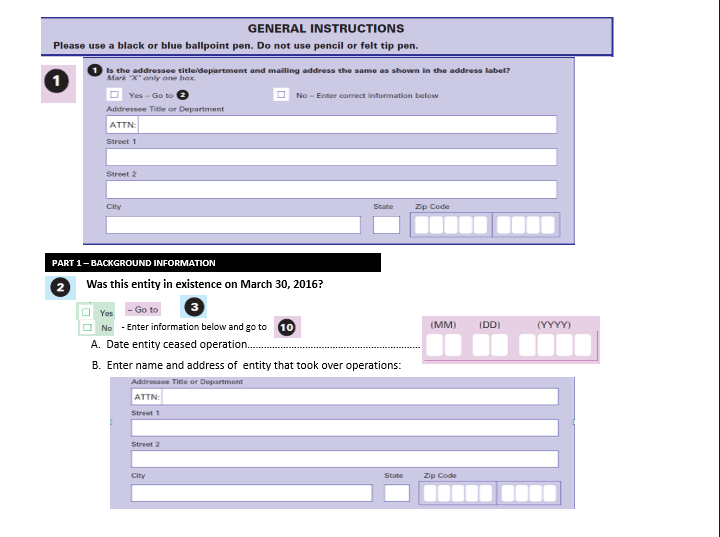 GENERAL INSTRUCTIONS
Please use a black or blue ballpoint pen. Do not use pencil or felt tip pen.
1
1 Is the addressee title/department and mailing address the same as shown in the address label?
Mark "X" only one box.
Yes – Go to 2 No – Enter correct information below
Addressee Title or Department
ATTN:
Street 1
Street 2
City State Zip Code
PART 1 – BACKGROUND INFORMATION
2 Was this entity in existence on March 30, 2016?
Yes – Go to 3
No - Enter information below and go to 10
(MM) (DD) (YYYY)
A. Date entity ceased operation..........................................................
B. Enter name and address of entity that took over operations:
Addressee Title or Department
ATTN:
Street 1
Street 2
City State Zip Code